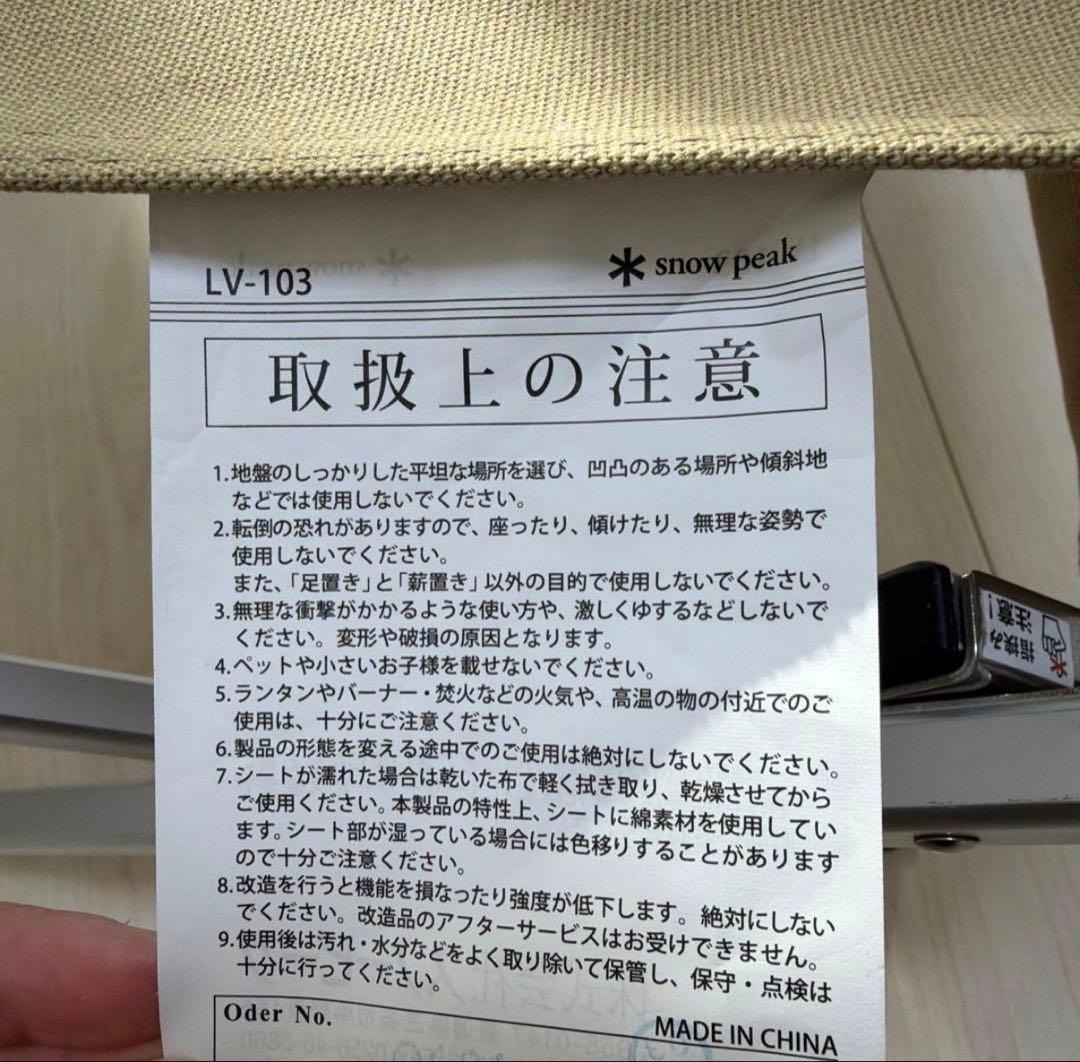 LV-103
snow peak
取扱上の注意
1.地盤のしっかりした平坦な場所を選び、凹凸のある場所や傾斜地
などでは使用しないでください。
2.転倒の恐れがありますので、座ったり、傾けたり、無理な姿勢で
使用しないでください。
また、「足置き」と「薪置き」以外の目的で使用しないでください。
3.無理な衝撃がかかるような使い方や、激しくゆするなどしないで
ください。変形や破損の原因となります。
4.ペットや小さいお子様を載せないでください。
5.ランタンやバーナー・焚火などの火気や、高温の物の付近でのご
使用は、十分にご注意ください。
6.製品の形態を変える途中でのご使用は絶対にしないでください。
7.シートが濡れた場合は乾いた布で軽く拭き取り、乾燥させてから
ご使用ください。本製品の特性上、シートに綿素材を使用してい
ます。シート部が湿っている場合には色移りすることがあります
ので十分ご注意ください。
8.改造を行うと機能を損なったり強度が低下します。絶対にしない
でください。改造品のアフターサービスはお受けできません。
9.使用後は汚れ・水分などをよく取り除いて保管し、保守・点検は
十分に行ってください。
Oder No.
MADE IN CHINA
指挟み
注意!